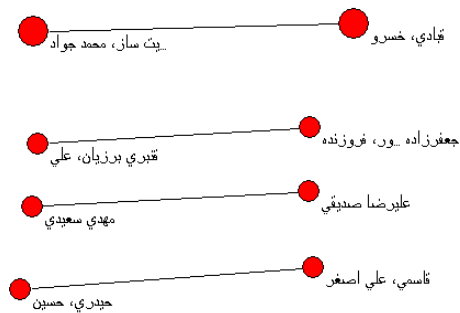 قبادي، خسرو
...يت ساز، محمد جواد
جعفرزاده ...ور، فروزنده
قنبري برزيان، علي
عليرضا صديقي
مهدي سعيدي
قاسمي، علي اصغر
حيدري، حسين